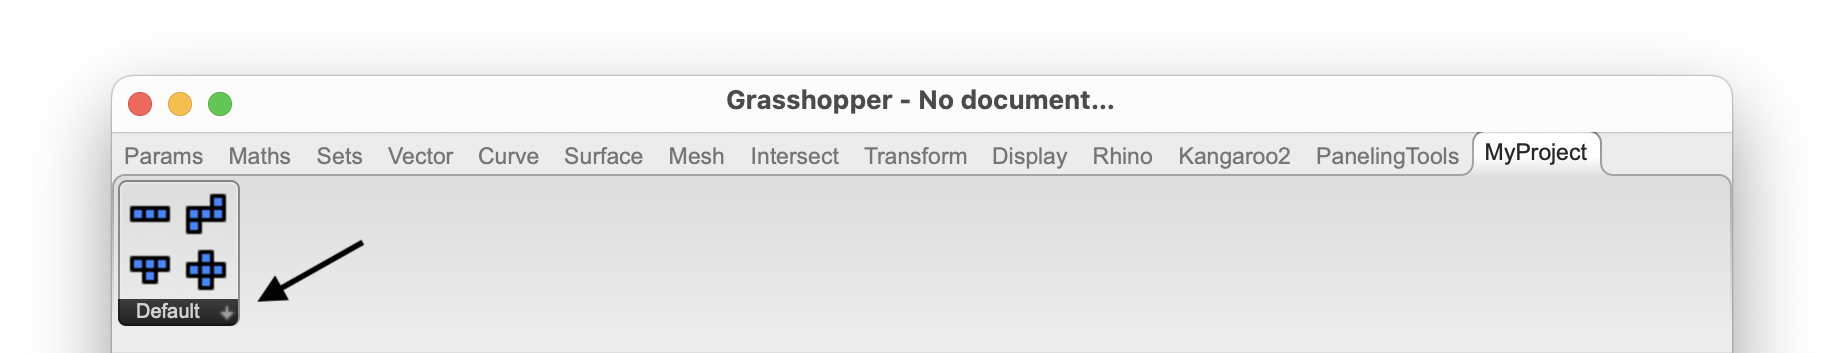 Grasshopper - No document...
Params Maths Sets Vector Curve Surface Mesh Intersect Transform Display Rhino Kangaroo2 PanelingTools MyProject
Default